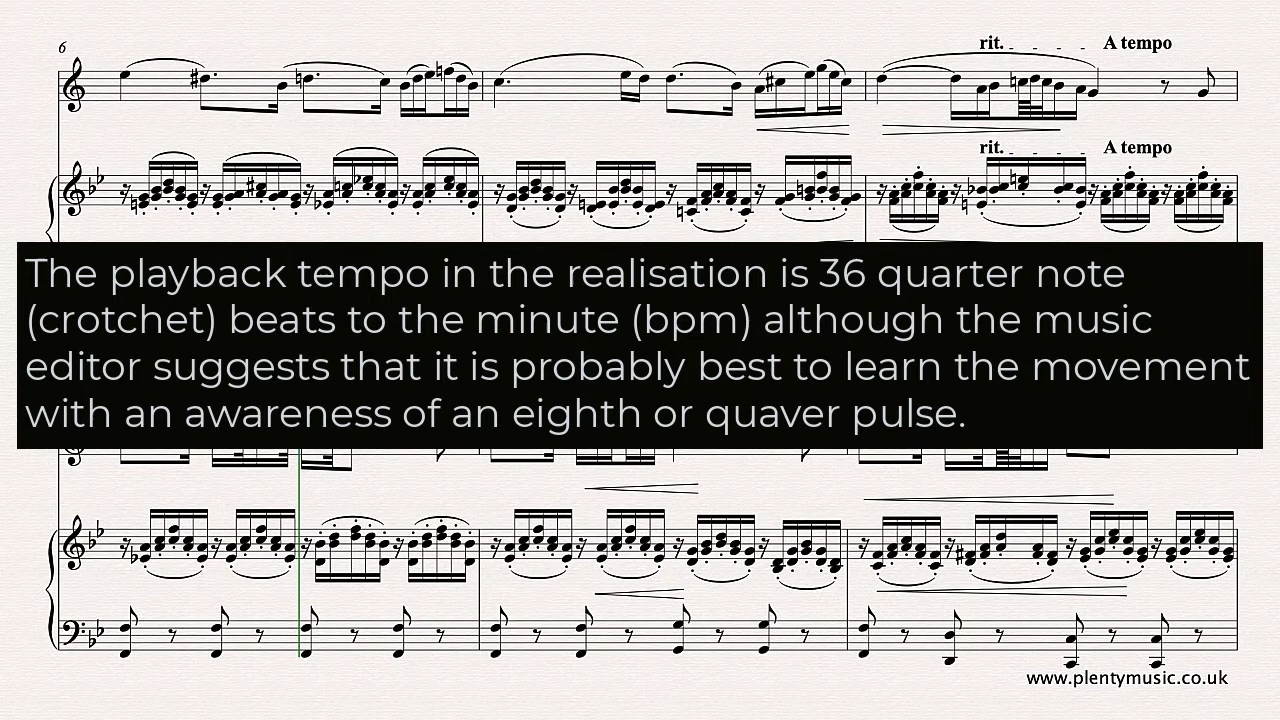 6
rit.
A tempo
rit.
A tempo
The playback tempo in the realisation is 36 quarter note
(crotchet) beats to the minute (bpm) although the music
editor suggests that it is probably best to learn the movement
with an awareness of an eighth or quaver pulse.
www.plentymusic.co.uk